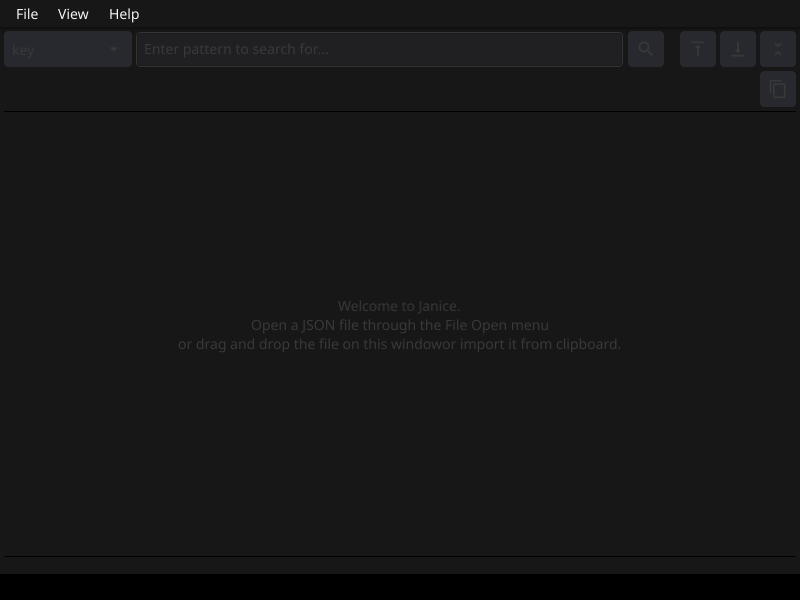 File View Help
key Enter pattern to search for...
Welcome to Janice.
Open a JSON file through the File Open menu
or drag and drop the file on this windowor import it from clipboard.